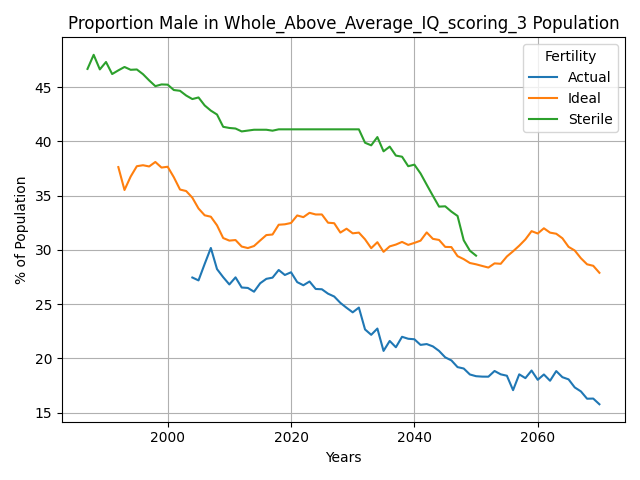 Proportion Male in Whole_Above_Average_IQ_scoring_3 Population
Fertility
Actual
Ideal
Sterile
% of Population
45
40
35
30
25
20
15
2000
2020
2040
2060
Years